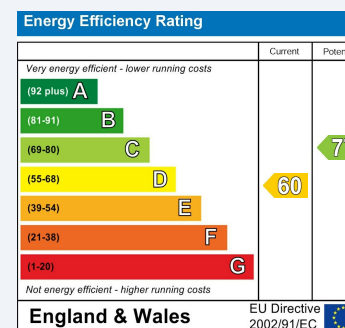 Energy Efficiency Rating
Current
Very energy efficient - lower running costs
(92 plus) A
(81-91) B
(69-80) C
(55-68) D
60
(39-54) E
(21-38) F
(1-20) G
Not energy efficient - higher running costs
England & Wales
EU Directive
2002/91/EC